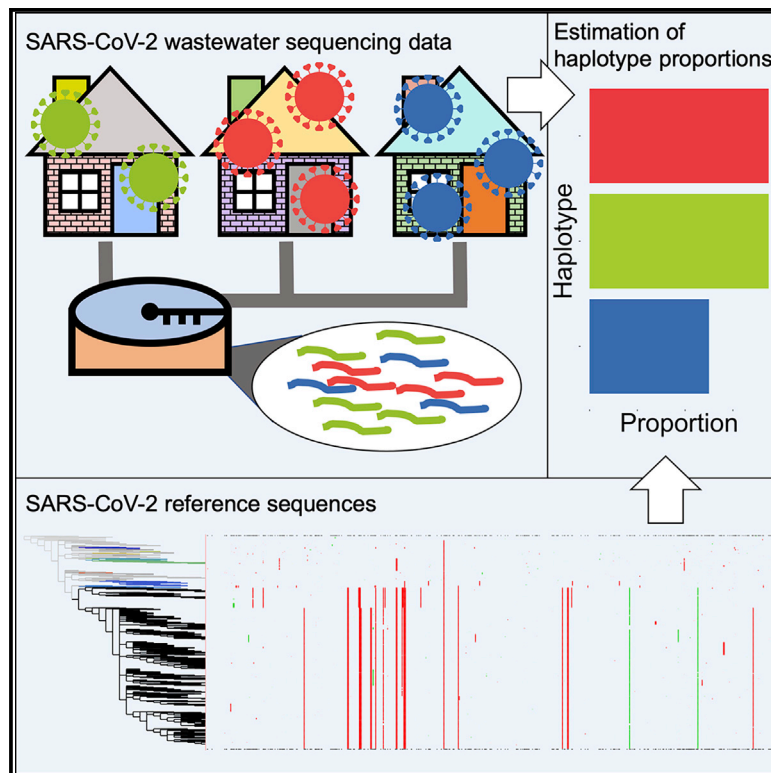 SARS-CoV-2 wastewater sequencing data
Estimation of
haplotype proportions
Haplotype
Proportion
SARS-CoV-2 reference sequences